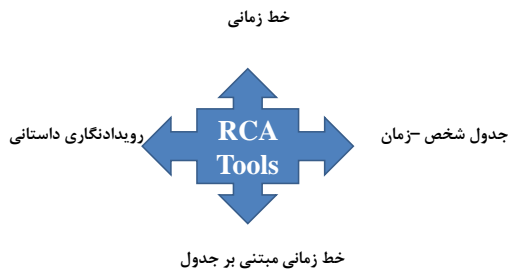 خط زمانی
جدول شخص –زمان
RCA
Tools
رویدادنگاری داستانی
خط زمانی مبتنی بر جدول